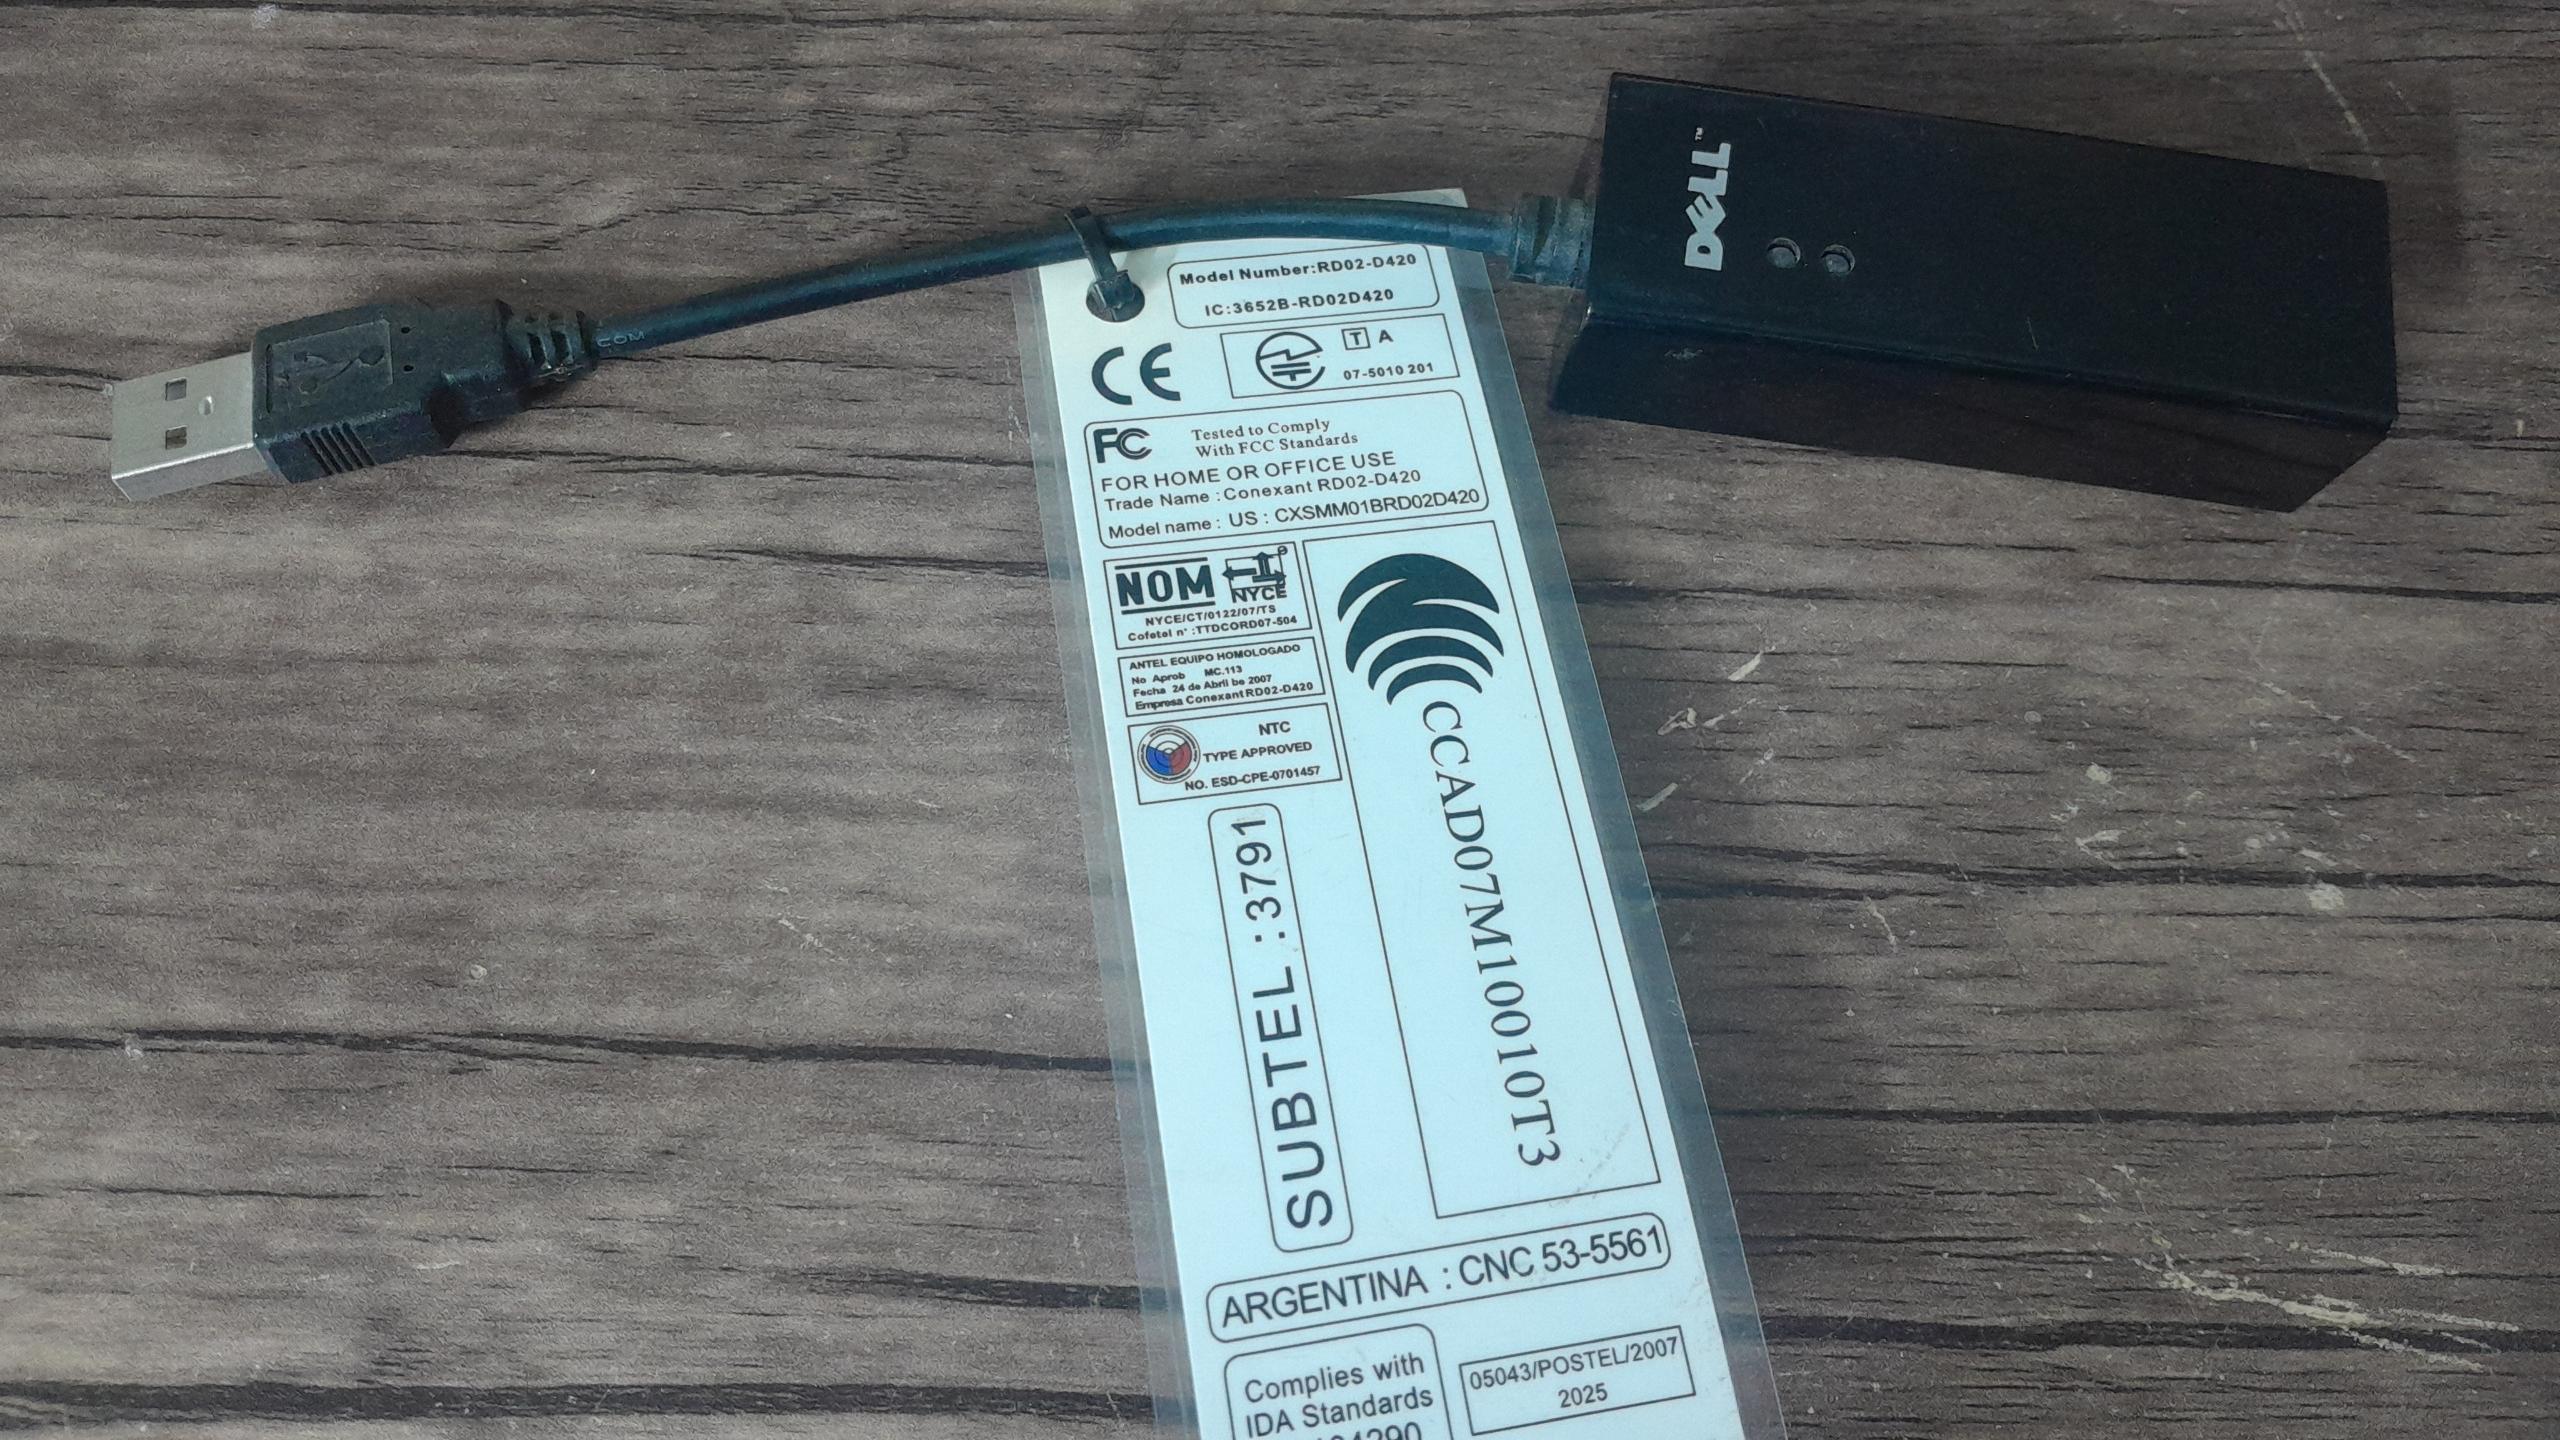 DELL™
COM
Model Number:RD02-D420
IC:3652B-RD02D420
CE
T A
07-5010 201
FC
Tested to Comply
With FCC Standards
FOR HOME OR OFFICE USE
Trade Name : Conexant RD02-D420
Model name : US : CXSMM01BRD02D420
NOM
NYCE
NYCE/CT/0122/07/TS
Cofetel n° :TTDCORD07-504
ANTEL EQUIPO HOMOLOGADO
No Aprob MC.113
Fecha 24 de Abril be 2007
Empresa Conexant RD02-D420
NTC
TYPE APPROVED
NO. ESD-CPE-0701457
CCAD07M10010T3
SUBTEL :3791
ARGENTINA : CNC 53-5561
Complies with
IDA Standards
05043/POSTEL/2007
2025